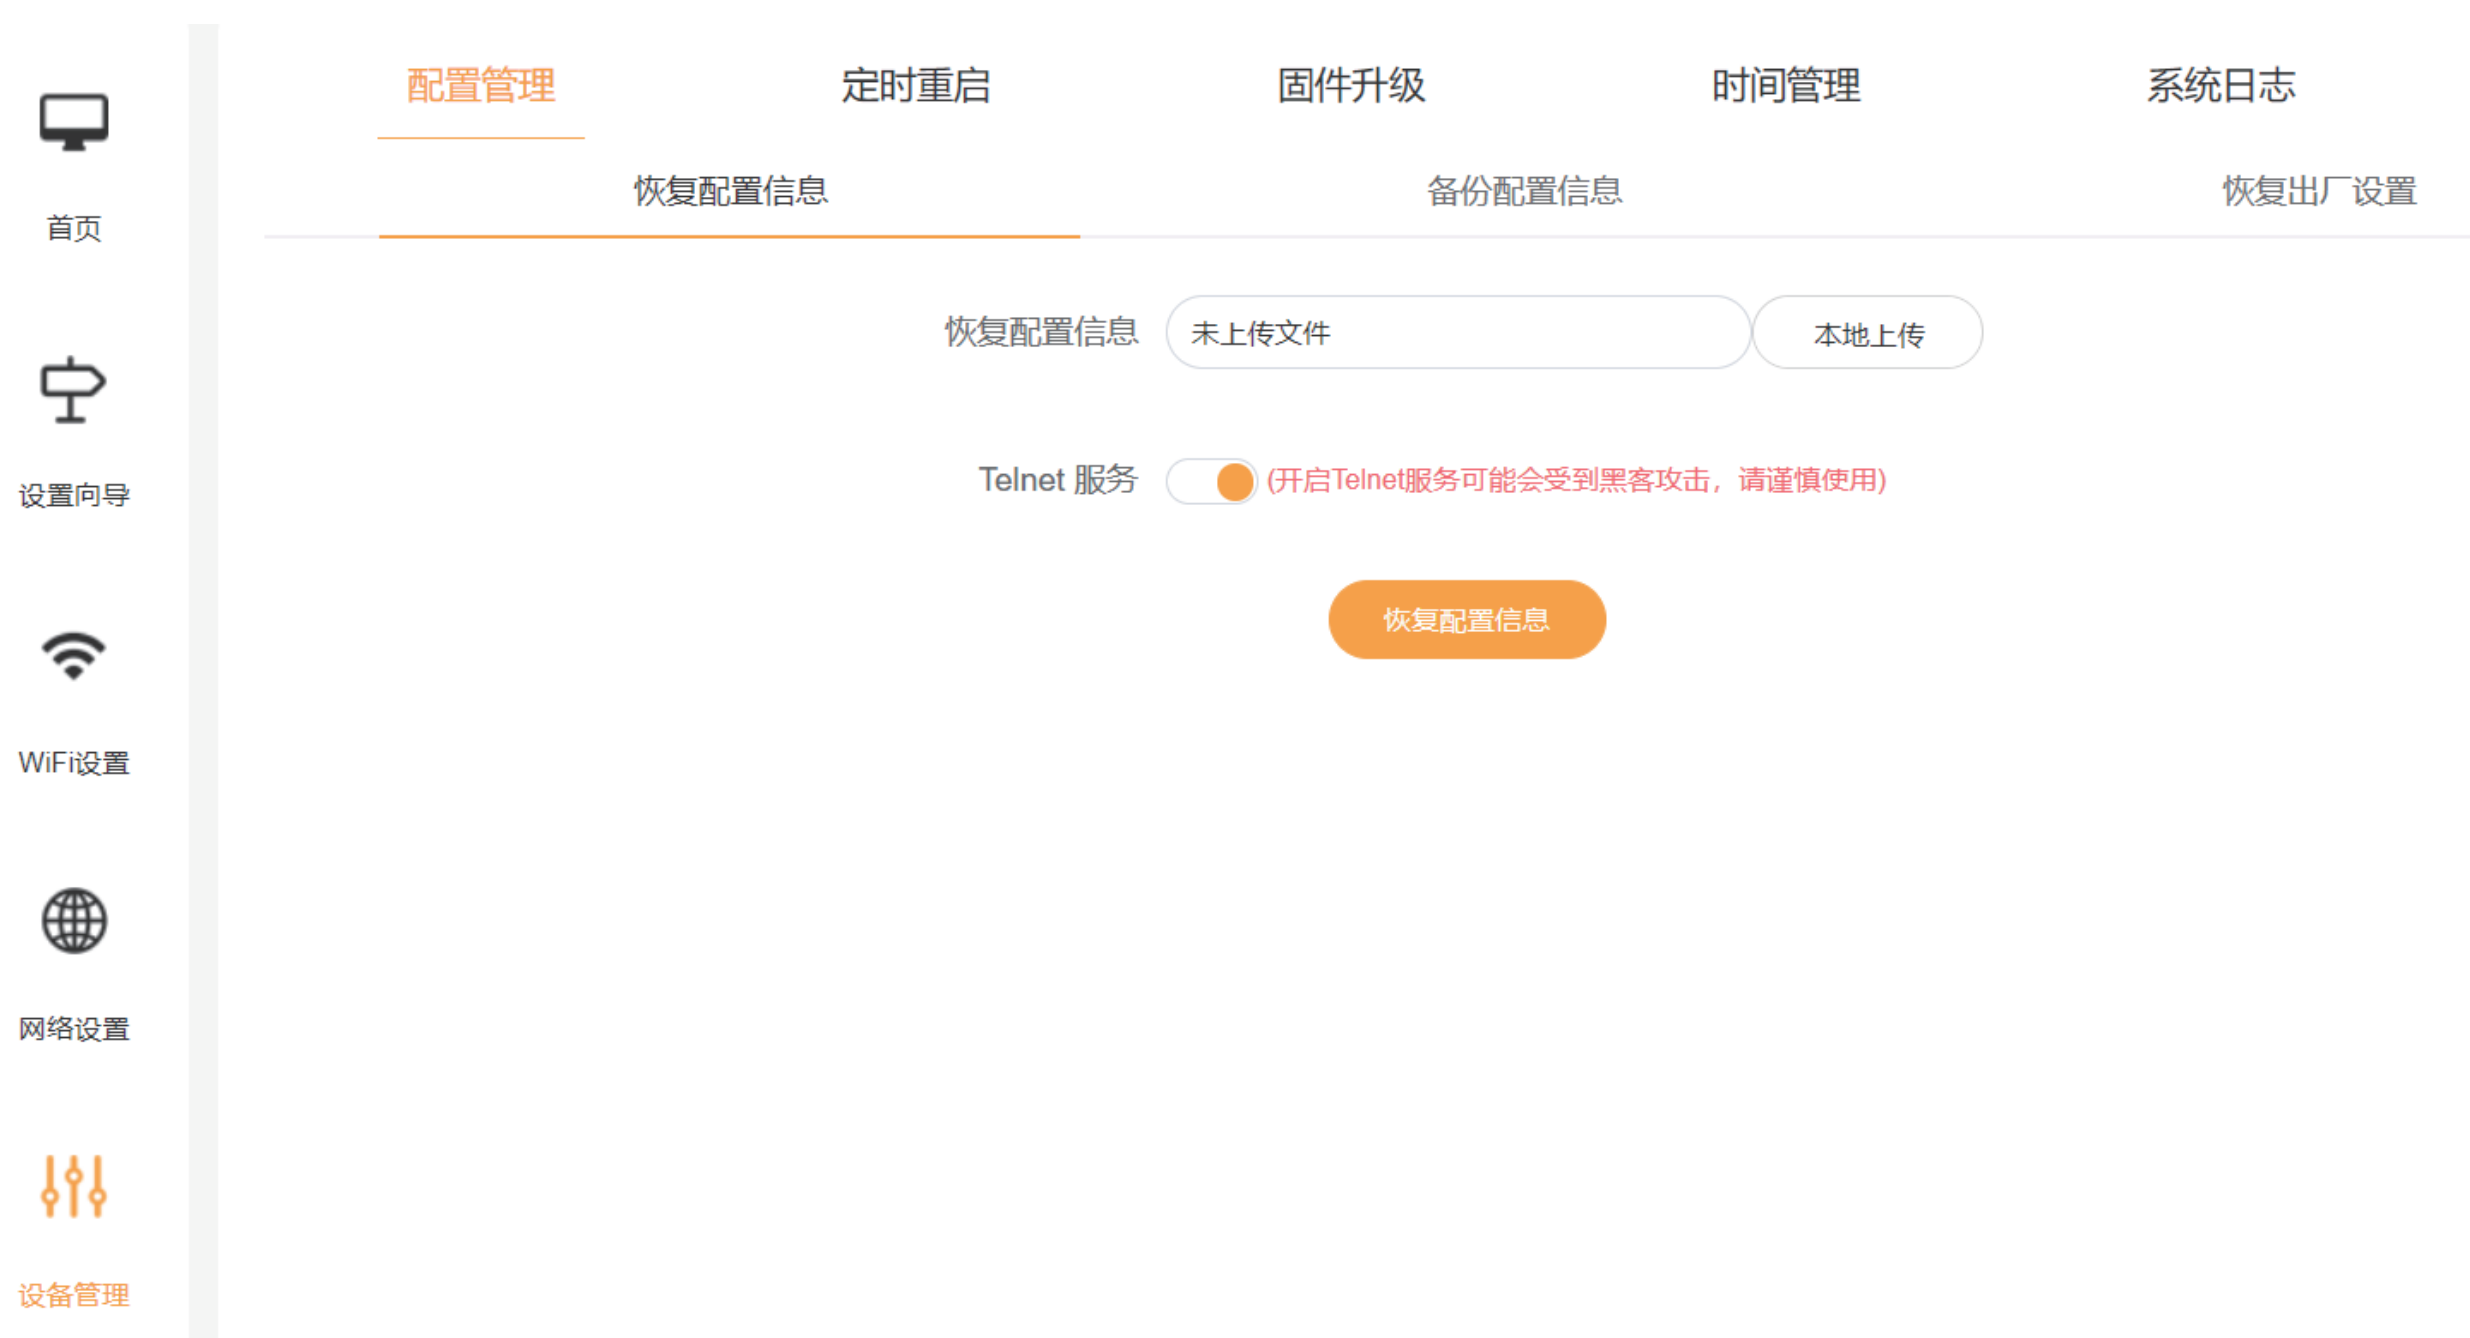 首页
设置向导
WiFi设置
网络设置
设备管理
配置管理 定时重启 固件升级 时间管理 系统日志
恢复配置信息 备份配置信息 恢复出厂设置
恢复配置信息 未上传文件 本地上传
Telnet 服务 (开启Telnet服务可能会受到黑客攻击，请谨慎使用)
恢复配置信息